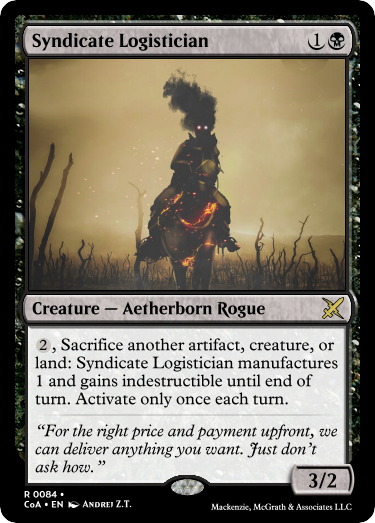 Syndicate Logistician 1
Creature — Aetherborn Rogue
2, Sacrifice another artifact, creature, or
land: Syndicate Logistician manufactures
1 and gains indestructible until end of
turn. Activate only once each turn.
“For the right price and payment upfront, we
can deliver anything you want. Just don't
ask how.”
3/2
R 0084 •
CoA • EN ANDREJ Z.T.
Mackenzie, McGrath & Associates LLC